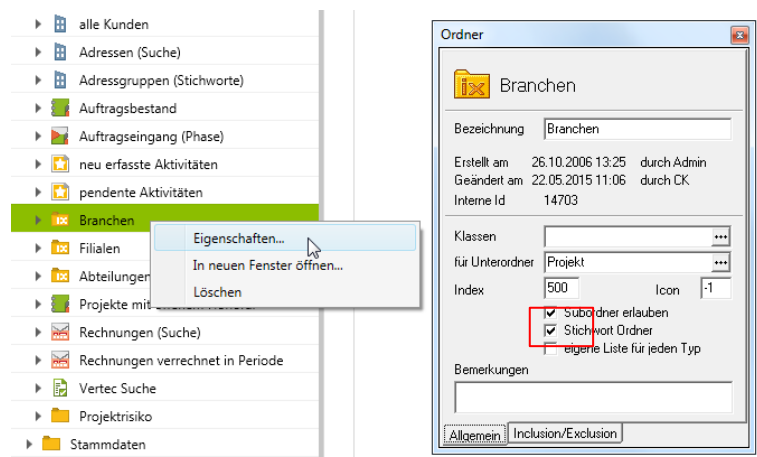 alle Kunden
Adressen (Suche)
Adressgruppen (Stichworte)
Auftragsbestand
Auftragseingang (Phase)
neu erfasste Aktivitäten
pendente Aktivitäten
Branchen
Filialen
Abteilungen
Projekte mit
Rechnungen (Suche)
Rechnungen verrechnet in Periode
Vertec Suche
Projektrisiko
Stammdaten
Eigenschaften...
In neuen Fenster öffnen...
Löschen
Ordner
ix Branchen
Bezeichnung Branchen
Erstellt am 26.10.2006 13:25 durch Admin
Geändert am 22.05.2015 11:06 durch CK
Interne Id 14703
Klassen ...
für Unterordner Projekt ...
Index 500 Icon -1
Subordner erlauben
Stichwort Ordner
eigene Liste für jeden Typ
Bemerkungen
Allgemein Inclusion/Exclusion